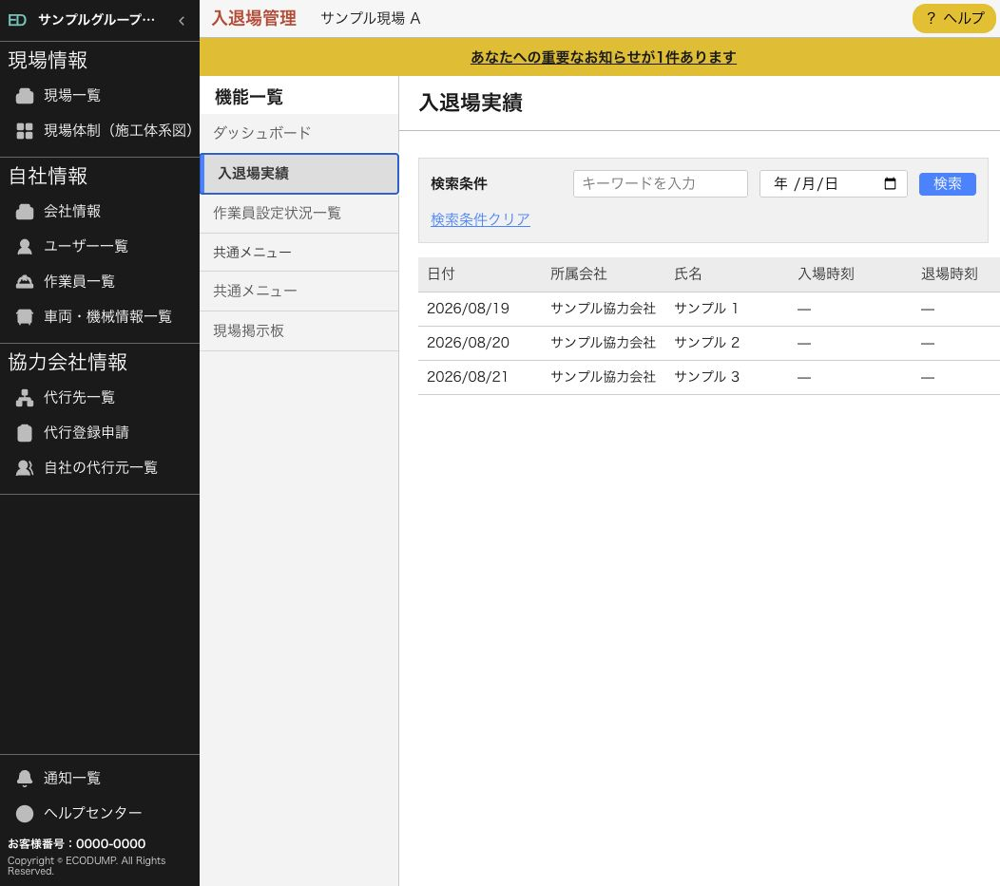 ED サンプルグループ…
現場情報
現場一覧
現場体制（施工体系図）
自社情報
会社情報
ユーザー一覧
作業員一覧
車両・機械情報一覧
協力会社情報
代行先一覧
代行登録申請
自社の代行元一覧
通知一覧
ヘルプセンター
お客様番号：0000-0000
Copyright © ECODUMP. All Rights
Reserved.
入退場管理 サンプル現場 A
? ヘルプ
あなたへの重要なお知らせが1件あります
機能一覧
ダッシュボード
入退場実績
作業員設定状況一覧
共通メニュー
共通メニュー
現場掲示板
入退場実績
検索条件 キーワードを入力 年 /月/日 検索
検索条件クリア
日付 所属会社 氏名 入場時刻 退場時刻
2026/08/19 サンプル協力会社 サンプル 1 — —
2026/08/20 サンプル協力会社 サンプル 2 — —
2026/08/21 サンプル協力会社 サンプル 3 — —